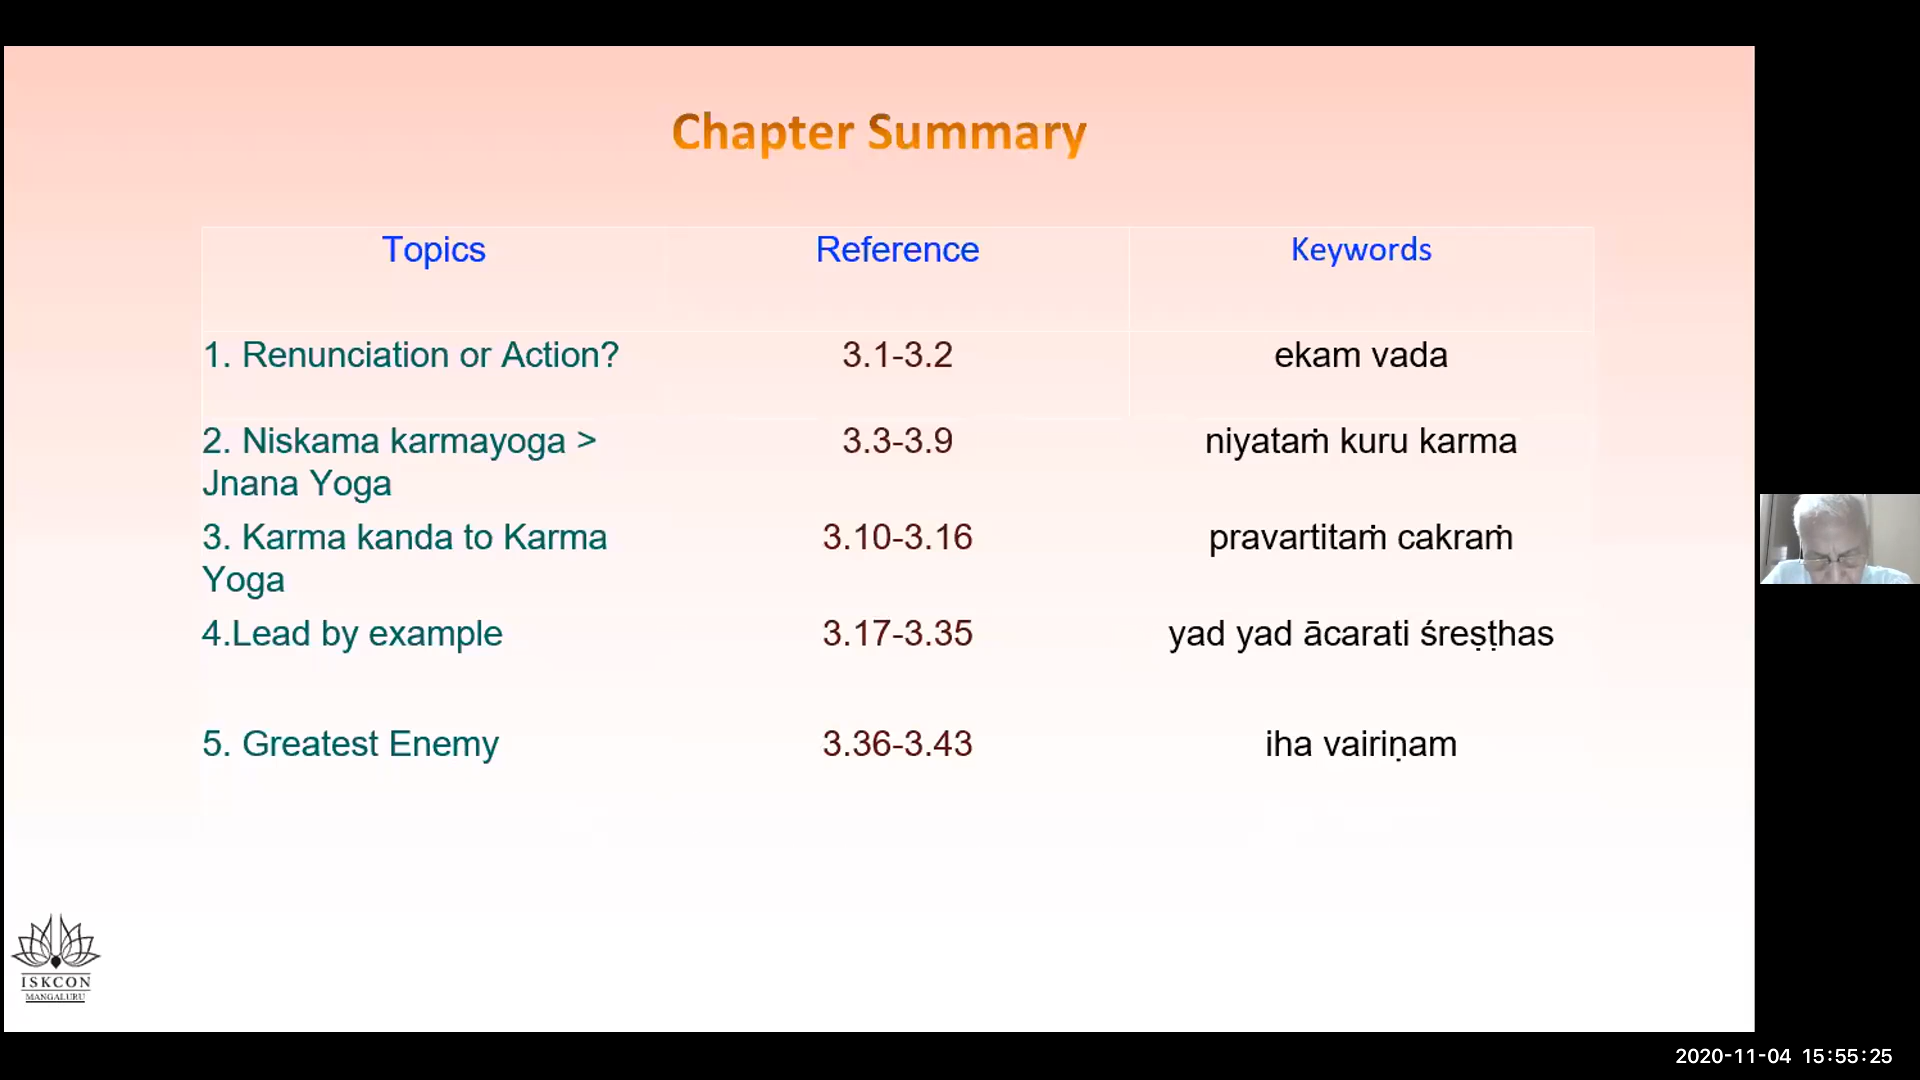 Chapter Summary
Topics Reference Keywords
1. Renunciation or Action? 3.1-3.2 ekam vada
2. Niskama karmayoga > 3.3-3.9 niyataṁ kuru karma
Jnana Yoga
3. Karma kanda to Karma 3.10-3.16 pravartitaṁ cakraṁ
Yoga
4.Lead by example 3.17-3.35 yad yad ācarati śreṣṭhas
5. Greatest Enemy 3.36-3.43 iha vairiṇam
ISKCON
MANGALURU
2020-11-04 15:55:25